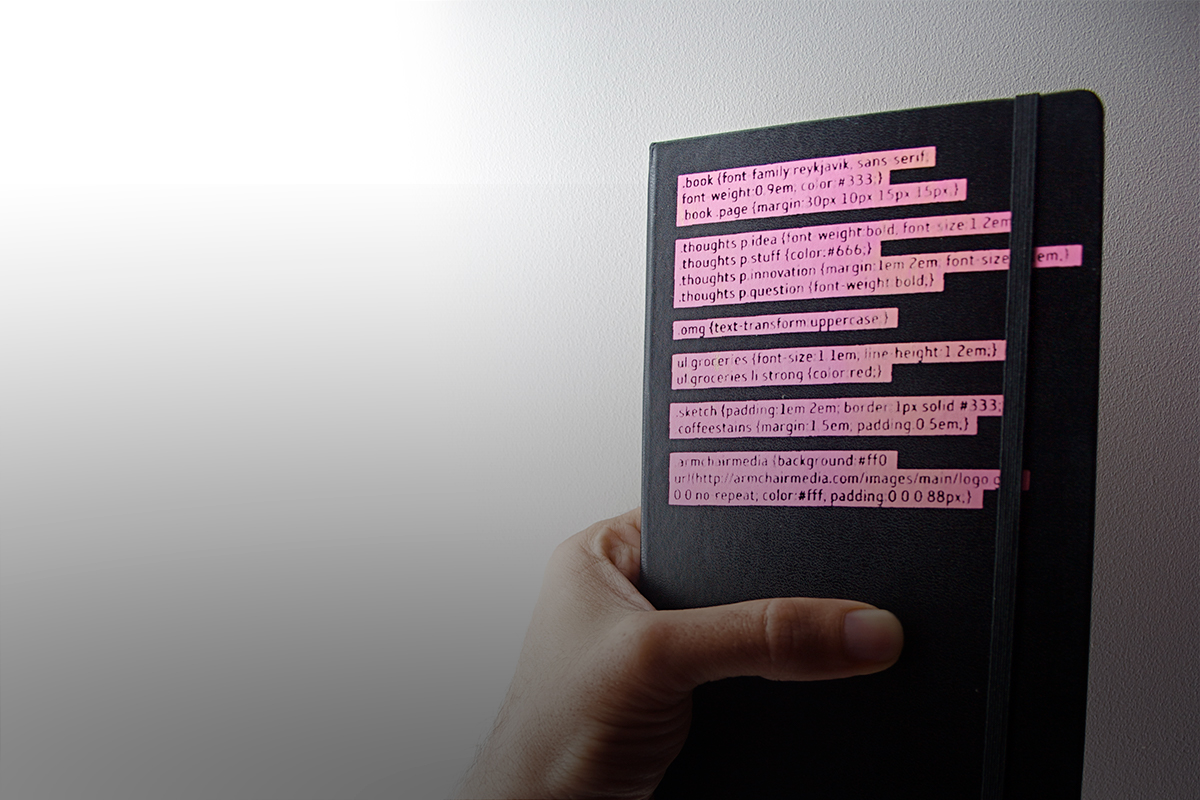 .book {font family reykjavik, sans serif;
font-weight:0.9em, color:#333;}
.book .page {margin:30px 10px 15px 15px;}
.thoughts p.idea {font weight:bold, font-size:1.2em
.thoughts p.stuff {color:#666;}
.thoughts p.innovation {margin:1em 2em; font-size em,}
.thoughts p.question {font-weight:bold,}
.omg {text-transform uppercase }
ul groceries {font-size:1.1em, line-height:1.2em;}
ul groceries li strong {color:red;}
.sketch {padding:1em 2em; border:1px solid #333;
coffeestains {margin:1.5em, padding:0.5em,}
armchairmedia {background:#ff0
url(http://armchairmedia.com/images/main/logo g
0 0 no-repeat; color:#fff, padding:0 0 0 88px;}